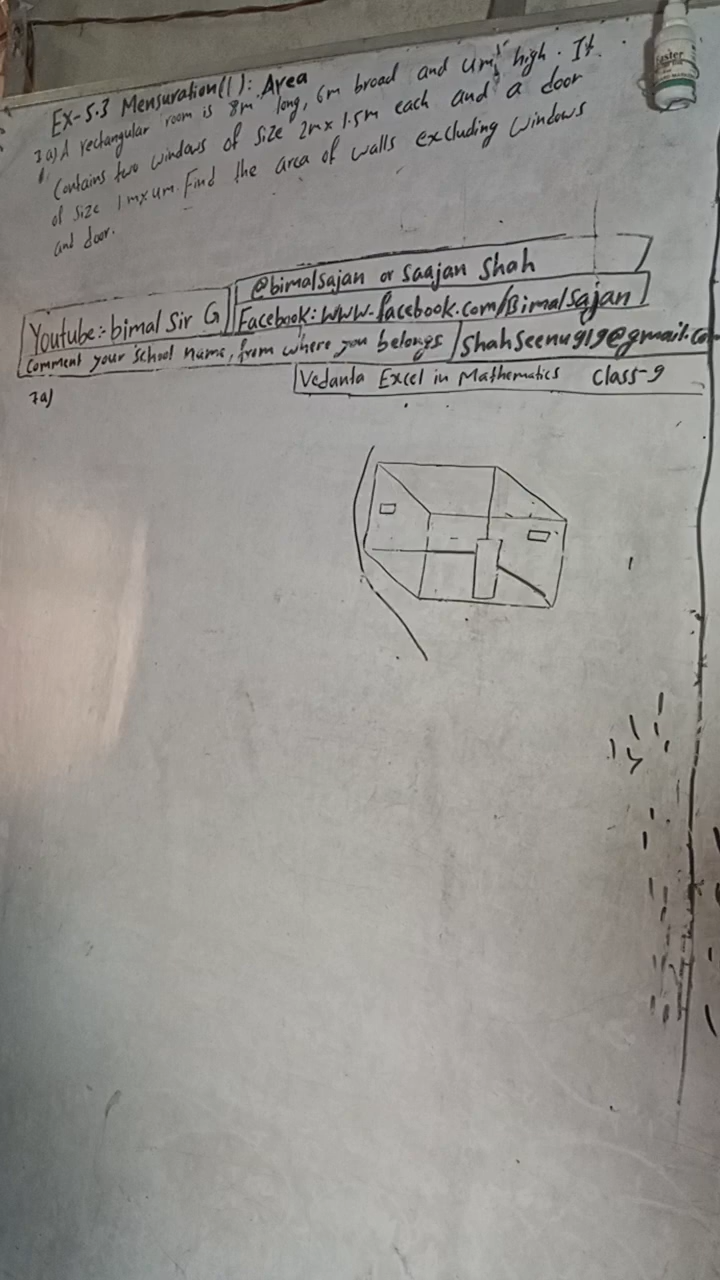 Ex-5.3 Mensuration(I): Area
7a) A rectangular room is 8m long, 6m broad and 4m high. It
Contains two windows of size 2m x 1.5m each and a door
of size 1m x 4m. Find the area of walls excluding windows
and door.
@bimalsajan or Saajan Shah
Youtube:- bimal Sir G
Facebook: WWW.facebook.com/Bimalsajan
Comment your School name, from where you belongs
Shahseenu919@gmail.com
Vedanta Excel in Mathematics Class-9
7a)